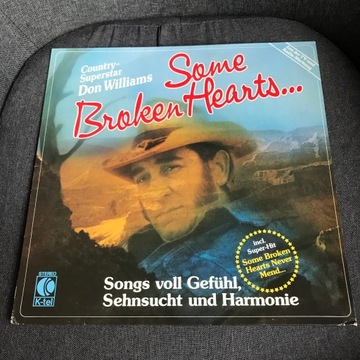 Country-
Superstar
Don Williams
Some
Broken Hearts...
incl.
Super-Hit
Some Broken
Hearts Never
Mend...
Songs voll Gefühl,
Sehnsucht und Harmonie
STEREO
K-tel